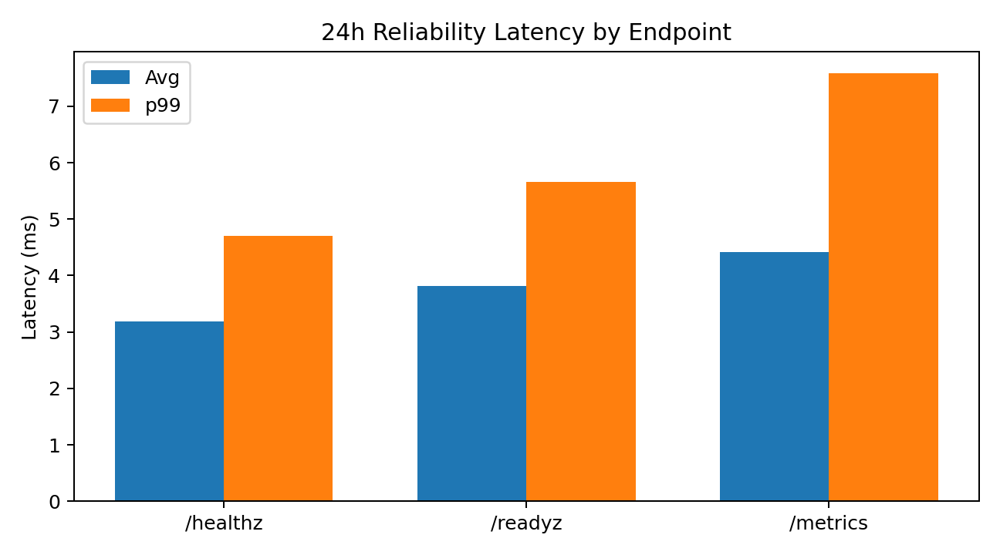 24h Reliability Latency by Endpoint
Avg
p99
Latency (ms)
7
6
5
4
3
2
1
0
/healthz
/readyz
/metrics